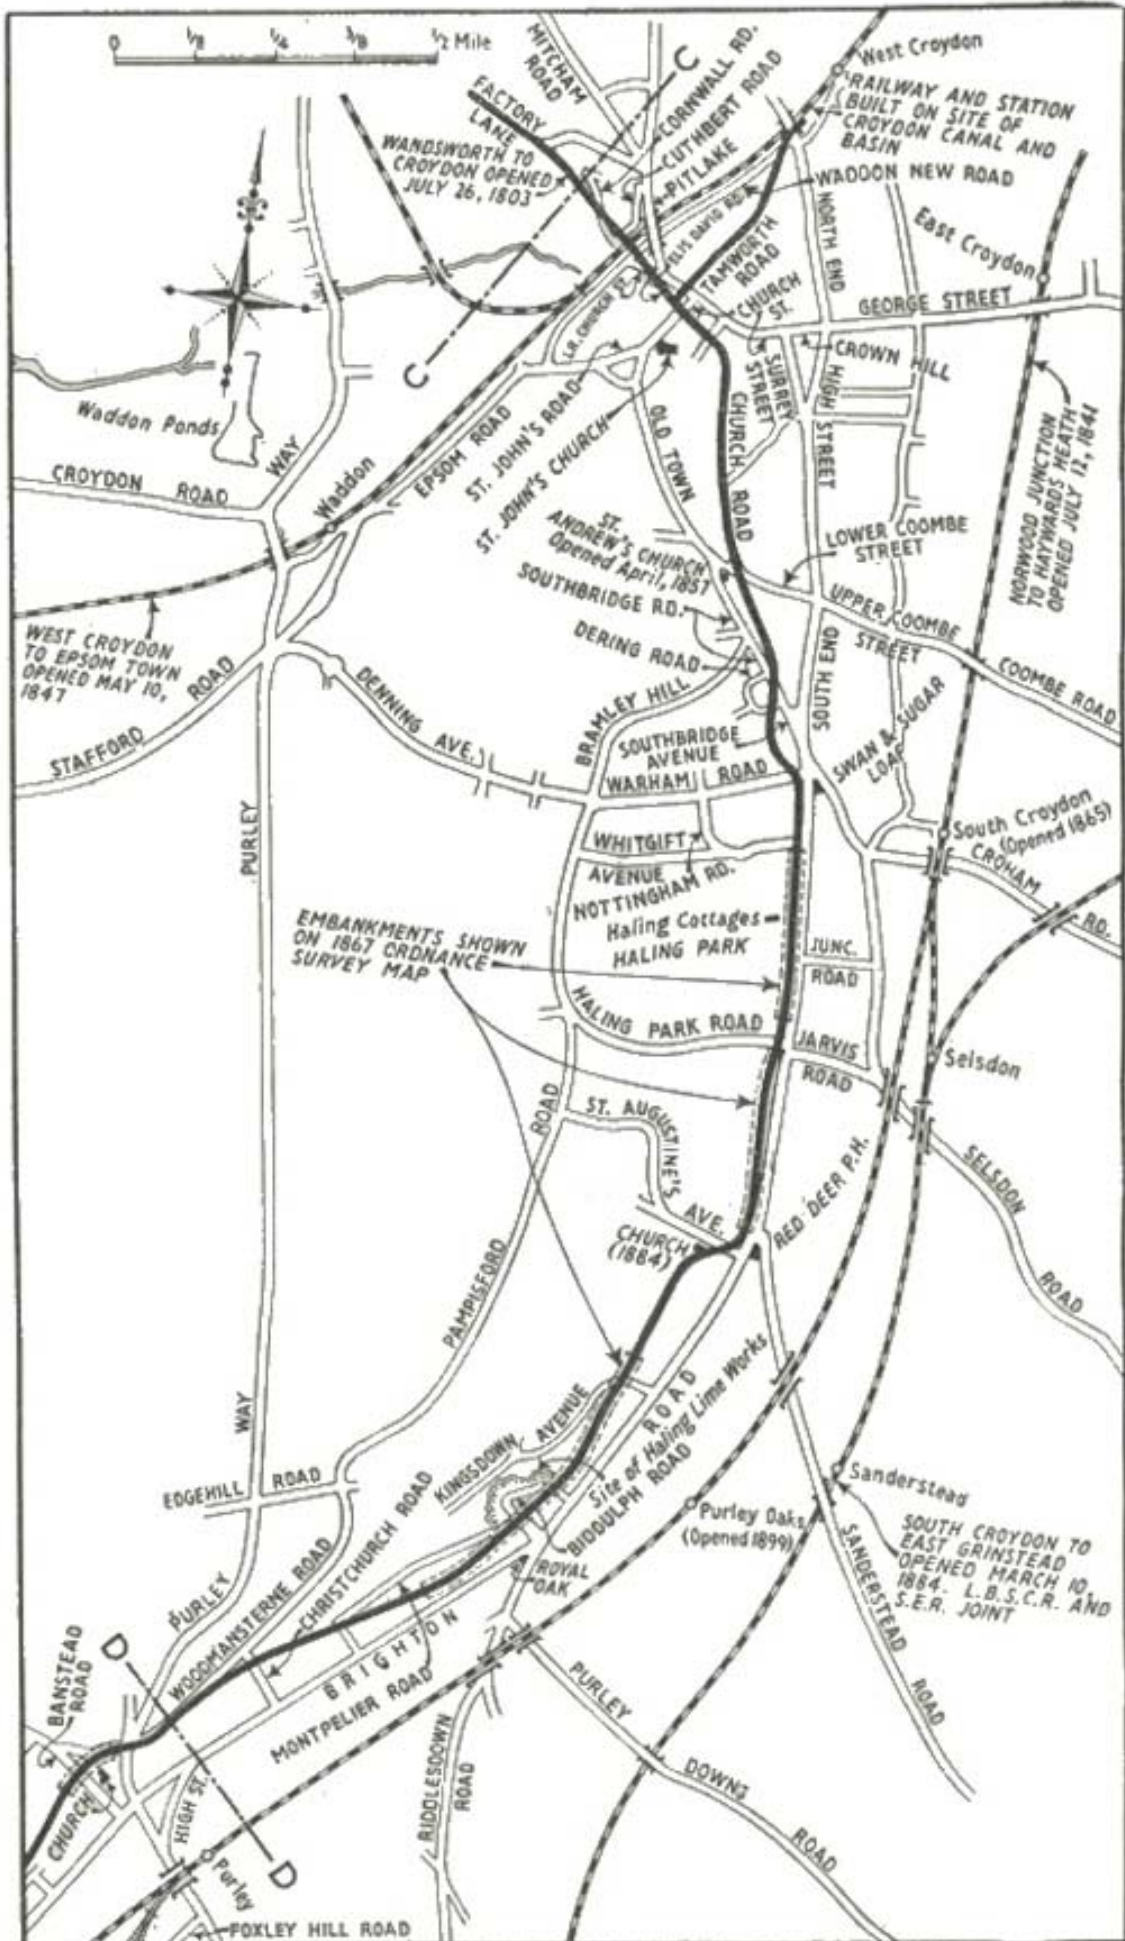 0 1/8 1/4 3/8 1/2 Mile
MITCHAM
ROAD
C
CORNWALL RD.
CUTHBERT ROAD
PITLAKE
West Croydon
RAILWAY AND STATION
BUILT ON SITE OF
CROYDON CANAL AND
BASIN
FACTORY
LANE
WANDSWORTH TO
CROYDON OPENED
JULY 26, 1803
WADDON NEW ROAD
ELIS DAVID RD.
TAMWORTH
ROAD
NORTH END
East Croydon
CHURCH
ST.
GEORGE STREET
LR. CHURCH ST.
CROWN HILL
C
SURREY
STREET
HIGH
STREET
Waddon Ponds
WAY
CROYDON ROAD
Waddon
EPSOM ROAD
ST. JOHN'S ROAD
ST. JOHN'S CHURCH
OLD TOWN
CHURCH
ROAD
NORWOOD JUNCTION
TO HAYWARDS HEATH
OPENED JULY 12, 1841
ST.
ANDREW'S CHURCH
Opened April, 1857
LOWER COOMBE
STREET
SOUTHBRIDGE RD.
DERING ROAD
UPPER COOMBE
STREET
COOMBE ROAD
WEST CROYDON
TO EPSOM TOWN
OPENED MAY 10,
1847
STAFFORD ROAD
DENNING AVE.
BRAMLEY HILL
SOUTH END
SOUTHBRIDGE
AVENUE
SWAN & SUGAR
LOAF
WARHAM ROAD
PURLEY
WHITGIFT
AVENUE
NOTTINGHAM RD.
South Croydon
(Opened 1865)
CROHAM
RD.
Haling Cottages
HALING PARK
EMBANKMENTS SHOWN
ON 1867 ORDNANCE
SURVEY MAP
JUNC.
ROAD
HALING PARK ROAD
JARVIS
ROAD
Selsdon
ROAD
ST. AUGUSTINE'S
AVE.
SELSDON
ROAD
RED DEER P.H.
CHURCH
(1884)
PAMPISFORD
WAY
KINGSDOWN AVENUE
ROAD
Site of Haling Lime Works
BIDDULPH ROAD
EDGEHILL ROAD
Sanderstead
Purley Oaks
(Opened 1899)
SOUTH CROYDON TO
EAST GRINSTEAD
OPENED MARCH 10,
1884. L.B.S.C.R. AND
S.E.R. JOINT
CHRISTCHURCH ROAD
ROYAL
OAK
SANDERSTEAD
ROAD
PURLEY
WOODMANSTERNE ROAD
D
BANSTEAD
ROAD
BRIGHTON
MONTPELIER ROAD
PURLEY
DOWNS
ROAD
RIDDLESDOWN
ROAD
CHURCH
HIGH ST.
D
Purley
FOXLEY HILL ROAD